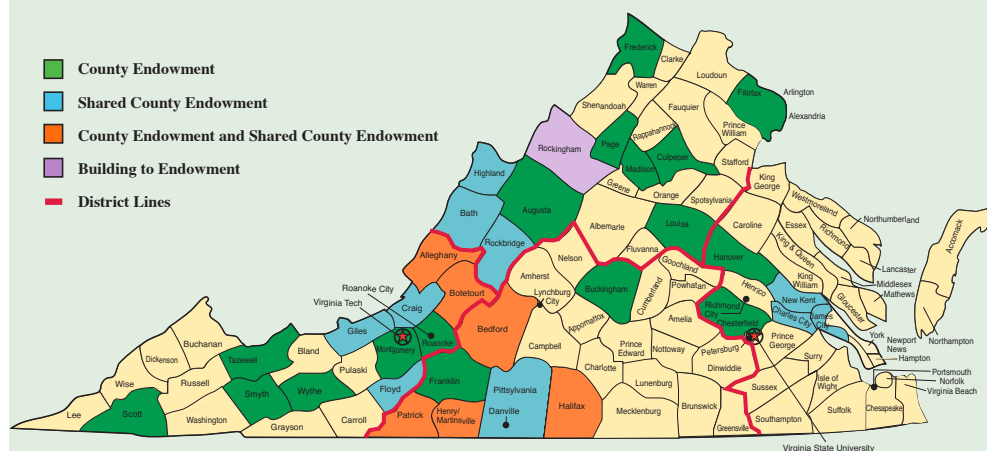 County Endowment
Shared County Endowment
County Endowment and Shared County Endowment
Building to Endowment
District Lines
Frederick
Clarke
Loudoun
Warren
Shenandoah
Fauquier
Fairfax
Arlington
Alexandria
Prince
William
Rappahannock
Page
Rockingham
Culpeper
Madison
Stafford
King
George
Highland
Greene
Orange
Spotsylvania
Westmoreland
Northumberland
Augusta
Bath
Albemarle
Louisa
Caroline
Essex
Richmond
Accomack
Rockbridge
Fluvanna
Hanover
King & Queen
Lancaster
Alleghany
Nelson
Goochland
King
William
Middlesex
Mathews
Amherst
Powhatan
Henrico
Gloucester
Roanoke City
Virginia Tech
Botetourt
Lynchburg
City
Buckingham
Cumberland
New Kent
Craig
Richmond
City
Charles City
James
City
Giles
Bedford
Appomattox
Amelia
Chesterfield
York
Newport
News
Hampton
Northampton
Buchanan
Montgomery
Roanoke
Campbell
Prince
Edward
Nottoway
Petersburg
Prince
George
Dickenson
Tazewell
Bland
Pulaski
Charlotte
Dinwiddie
Surry
Portsmouth
Norfolk
Virginia Beach
Wise
Russell
Smyth
Wythe
Floyd
Franklin
Pittsylvania
Lunenburg
Sussex
Isle of
Wight
Lee
Scott
Washington
Grayson
Carroll
Patrick
Henry/
Martinsville
Danville
Halifax
Mecklenburg
Brunswick
Greensville
Southampton
Suffolk
Chesapeake
Virginia State University